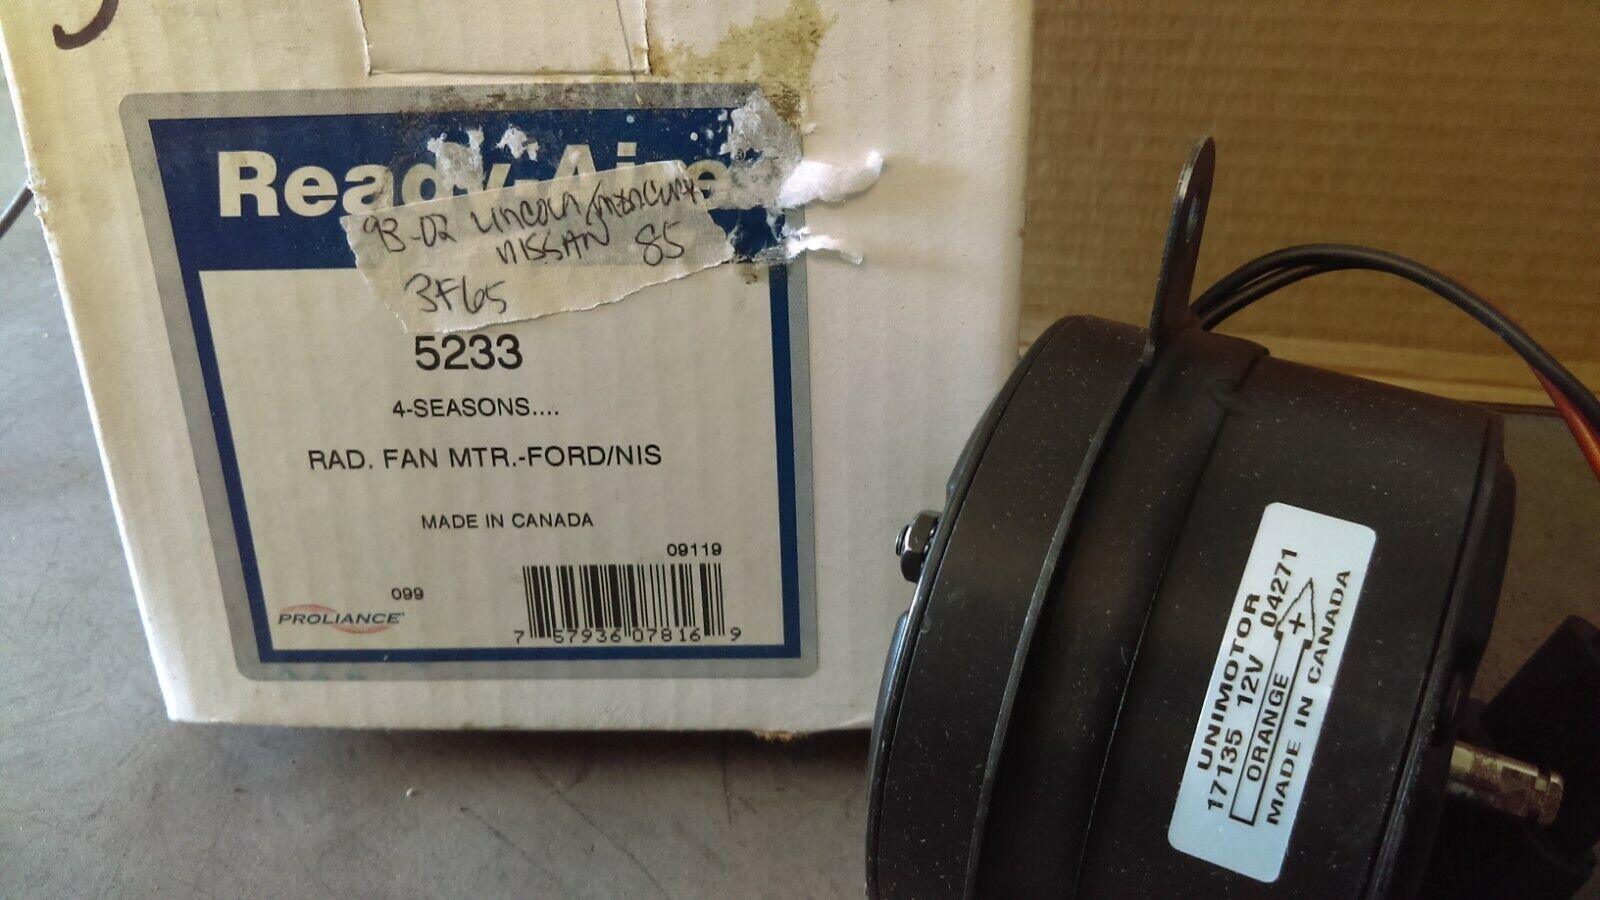 Ready-Aire
93-02 LINCOLN/MERCURY
NISSAN 85
3F65
5233
4-SEASONS....
RAD. FAN MTR.-FORD/NIS
MADE IN CANADA
09119
099
PROLIANCE
7 57936 07816 9
UNIMOTOR
17135 12V 04271
ORANGE +
MADE IN CANADA